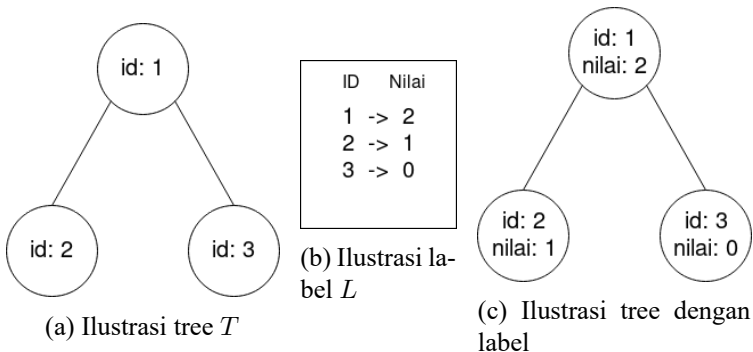 id: 1
id: 2
id: 3
(a) Ilustrasi tree T
ID Nilai
1 -> 2
2 -> 1
3 -> 0
(b) Ilustrasi la-
bel L
id: 1
nilai: 2
id: 2
nilai: 1
id: 3
nilai: 0
(c) Ilustrasi tree dengan
label